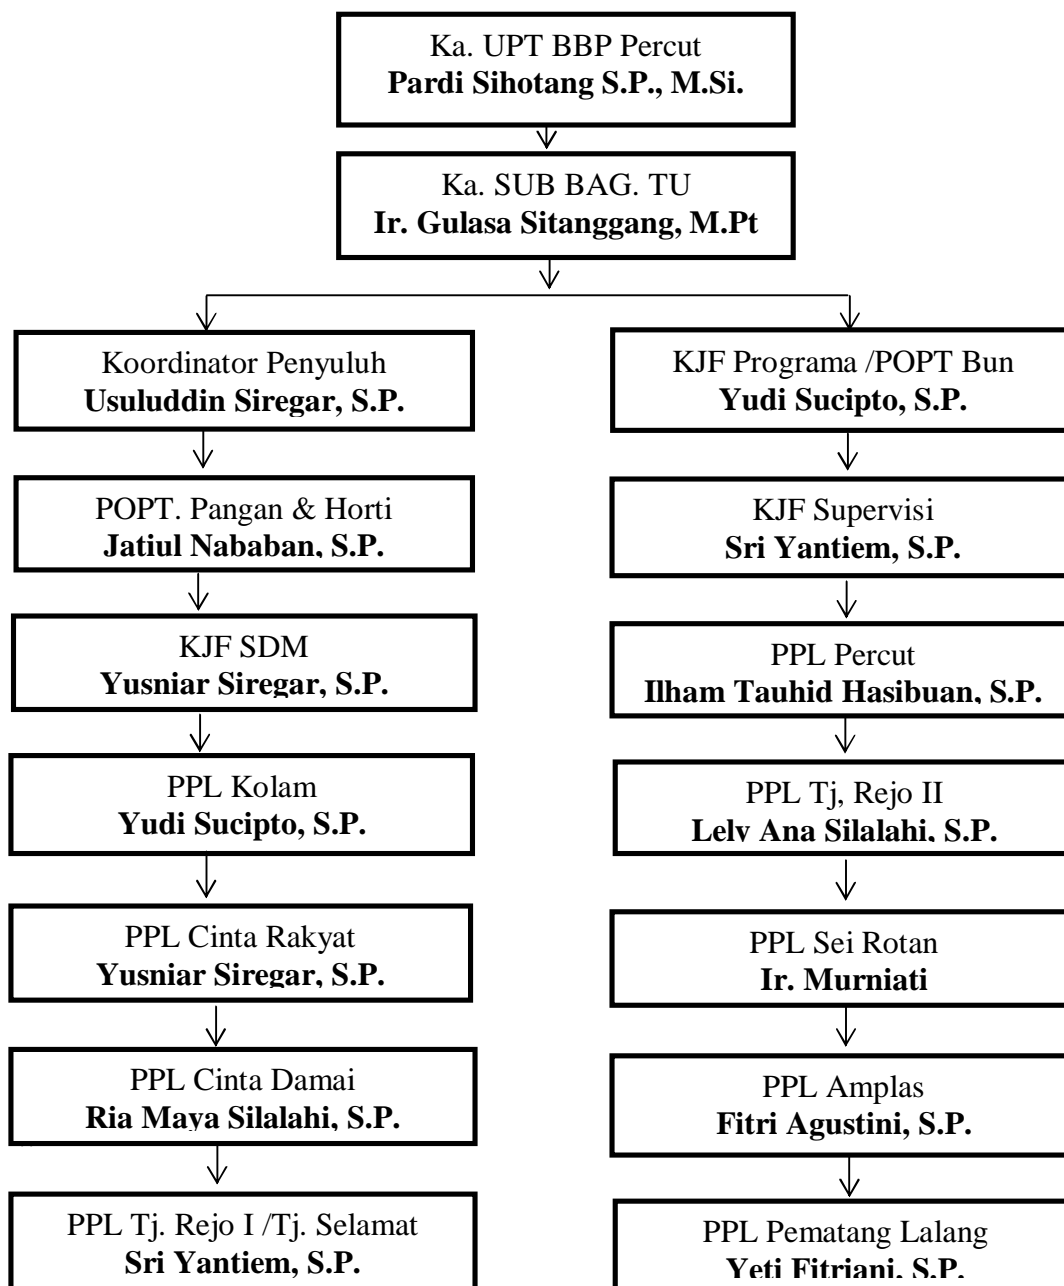 Ka. UPT BBP Percut
Pardi Sihotang S.P., M.Si.
Ka. SUB BAG. TU
Ir. Gulasa Sitanggang, M.Pt
Koordinator Penyuluh
Usuluddin Siregar, S.P.
POPT. Pangan & Horti
Jatiul Nababan, S.P.
KJF SDM
Yusniar Siregar, S.P.
PPL Kolam
Yudi Sucipto, S.P.
PPL Cinta Rakyat
Yusniar Siregar, S.P.
PPL Cinta Damai
Ria Maya Silalahi, S.P.
PPL Tj. Rejo I /Tj. Selamat
Sri Yantiem, S.P.
KJF Programa /POPT Bun
Yudi Sucipto, S.P.
KJF Supervisi
Sri Yantiem, S.P.
PPL Percut
Ilham Tauhid Hasibuan, S.P.
PPL Tj, Rejo II
Lely Ana Silalahi, S.P.
PPL Sei Rotan
Ir. Murniati
PPL Amplas
Fitri Agustini, S.P.
PPL Pematang Lalang
Yeti Fitriani, S.P.